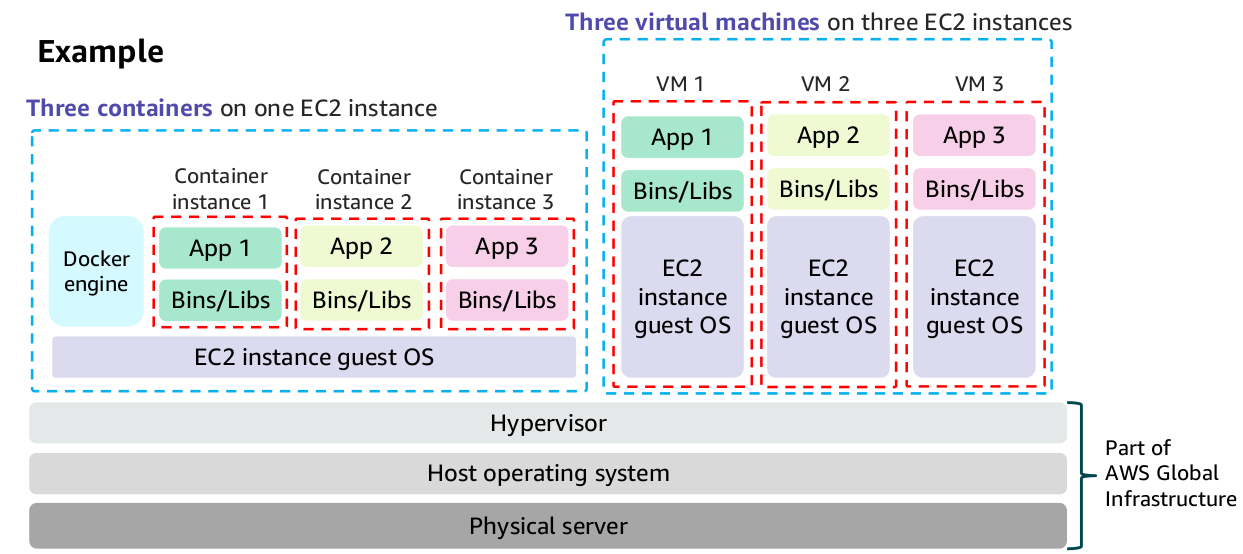 Example
Three containers on one EC2 instance
Container
instance 1
Container
instance 2
Container
instance 3
Docker
engine
App 1
Bins/Libs
App 2
Bins/Libs
App 3
Bins/Libs
EC2 instance guest OS
Three virtual machines on three EC2 instances
VM 1
App 1
Bins/Libs
EC2
instance
guest OS
VM 2
App 2
Bins/Libs
EC2
instance
guest OS
VM 3
App 3
Bins/Libs
EC2
instance
guest OS
Hypervisor
Host operating system
Physical server
Part of
AWS Global
Infrastructure